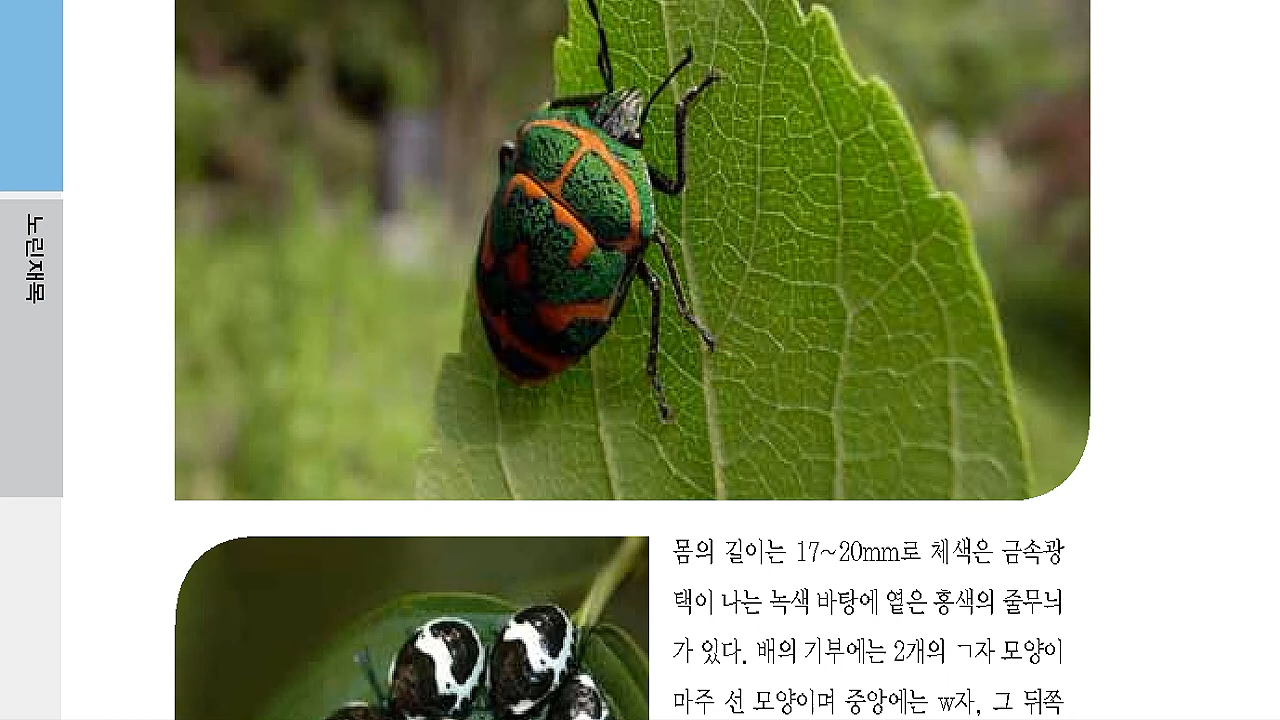 노린재목
몸의 길이는 17~20mm로 체색은 금속광
택이 나는 녹색 바탕에 옅은 홍색의 줄무늬
가 있다. 배의 기부에는 2개의 ㄱ자 모양이
마주 선 모양이며 중앙에는 w자, 그 뒤쪽